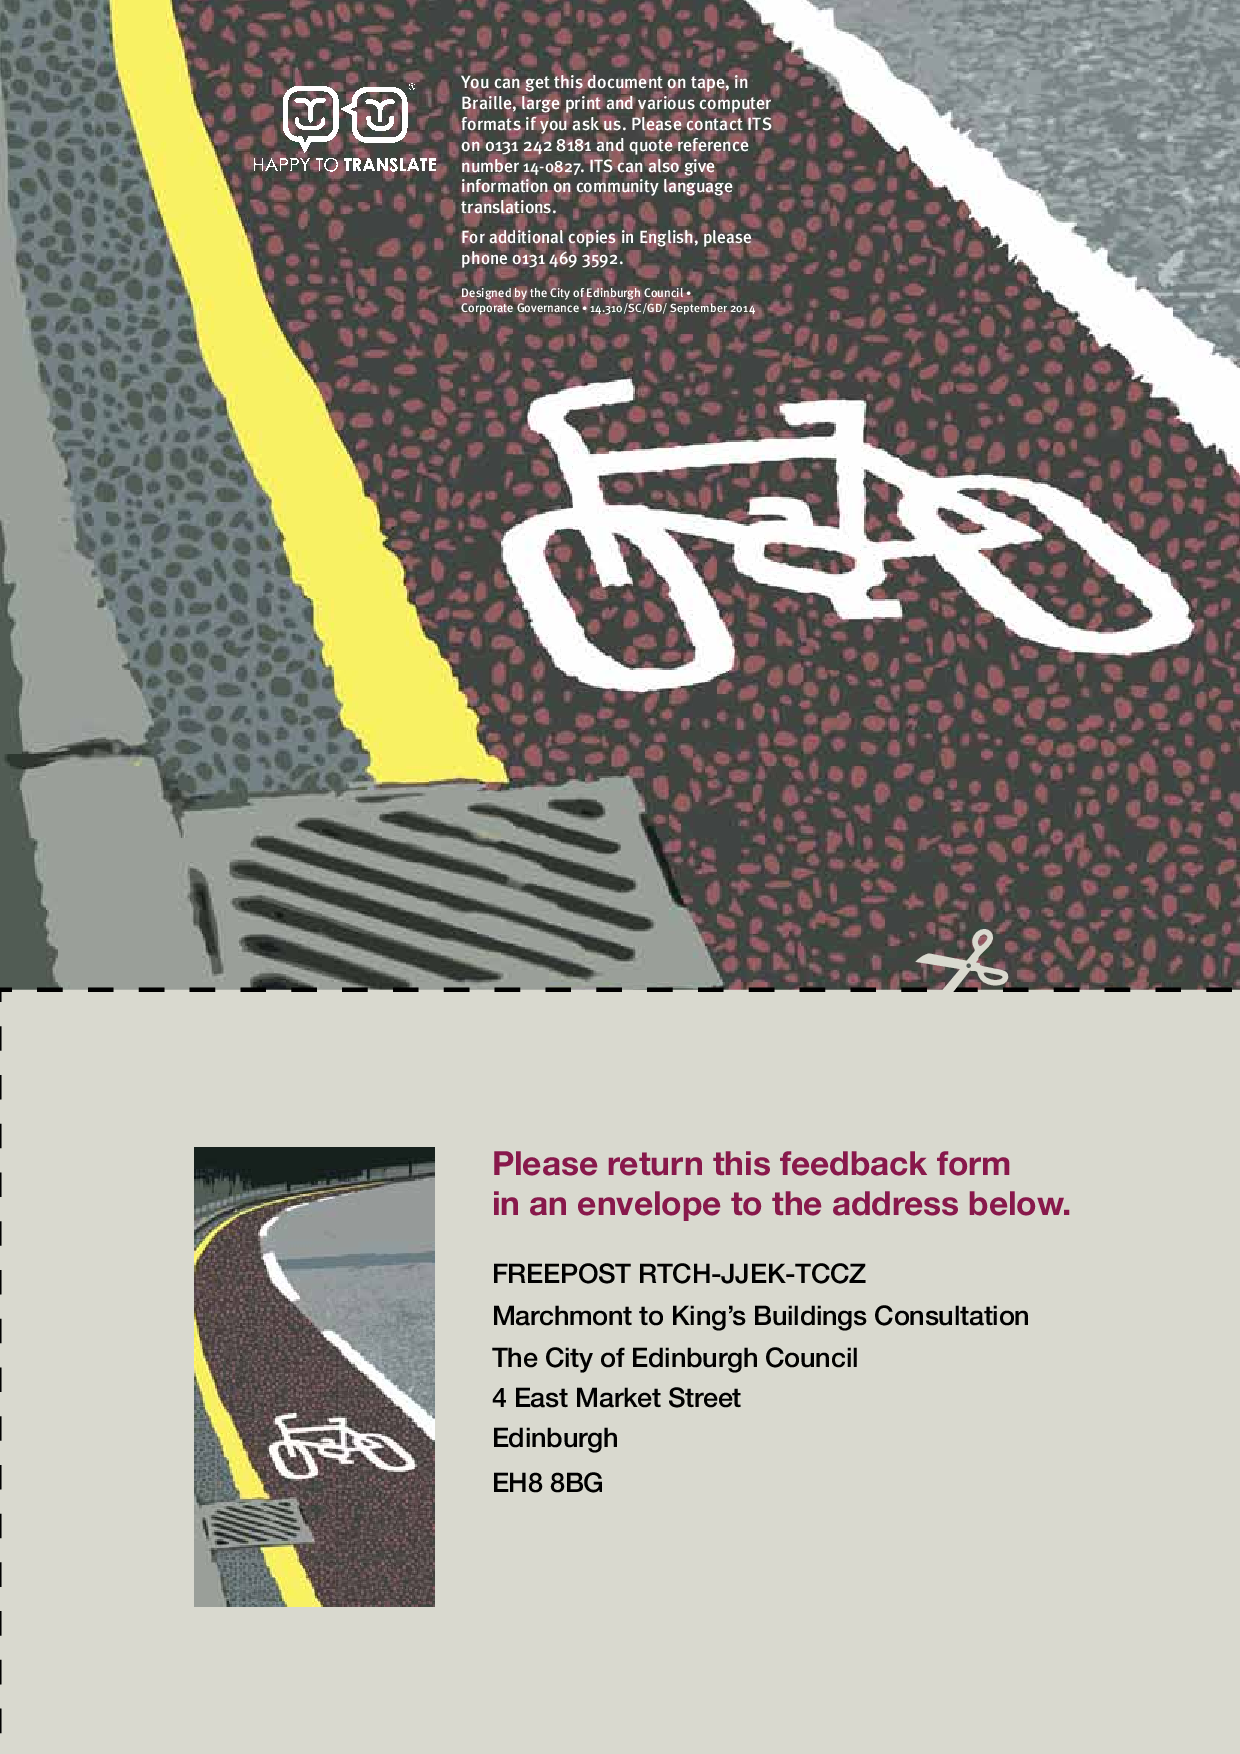 HAPPY TO TRANSLATE
®
You can get this document on tape, in
Braille, large print and various computer
formats if you ask us. Please contact ITS
on 0131 242 8181 and quote reference
number 14-0827. ITS can also give
information on community language
translations.
For additional copies in English, please
phone 0131 469 3592.
Designed by the City of Edinburgh Council •
Corporate Governance • 14.310/SC/GD/ September 2014
Please return this feedback form
in an envelope to the address below.
FREEPOST RTCH-JJEK-TCCZ
Marchmont to King’s Buildings Consultation
The City of Edinburgh Council
4 East Market Street
Edinburgh
EH8 8BG